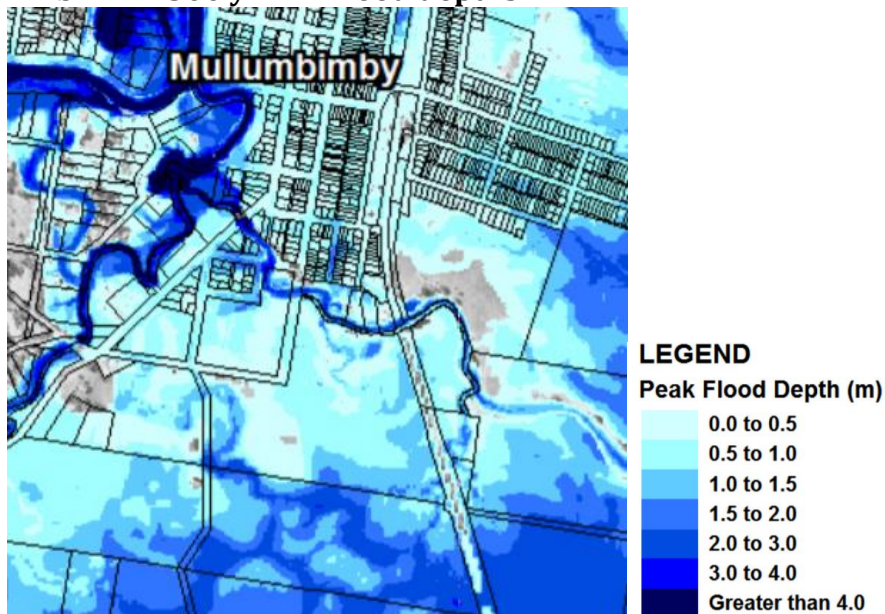 Mullumbimby
LEGEND
Peak Flood Depth (m)
0.0 to 0.5
0.5 to 1.0
1.0 to 1.5
1.5 to 2.0
2.0 to 3.0
3.0 to 4.0
Greater than 4.0